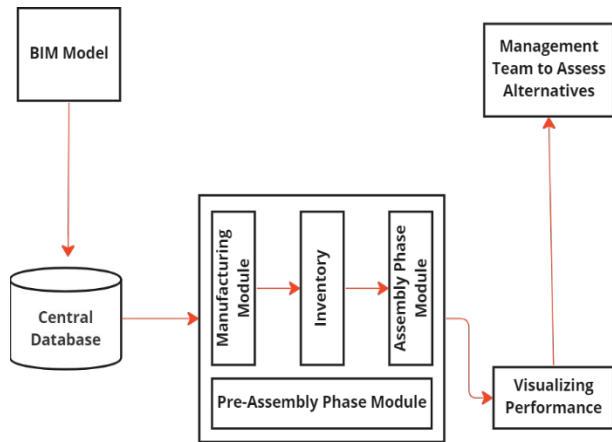 BIM Model
Management
Team to Assess
Alternatives
Central
Database
Manufacturing
Module
Inventory
Assembly Phase
Module
Pre-Assembly Phase Module
Visualizing
Performance